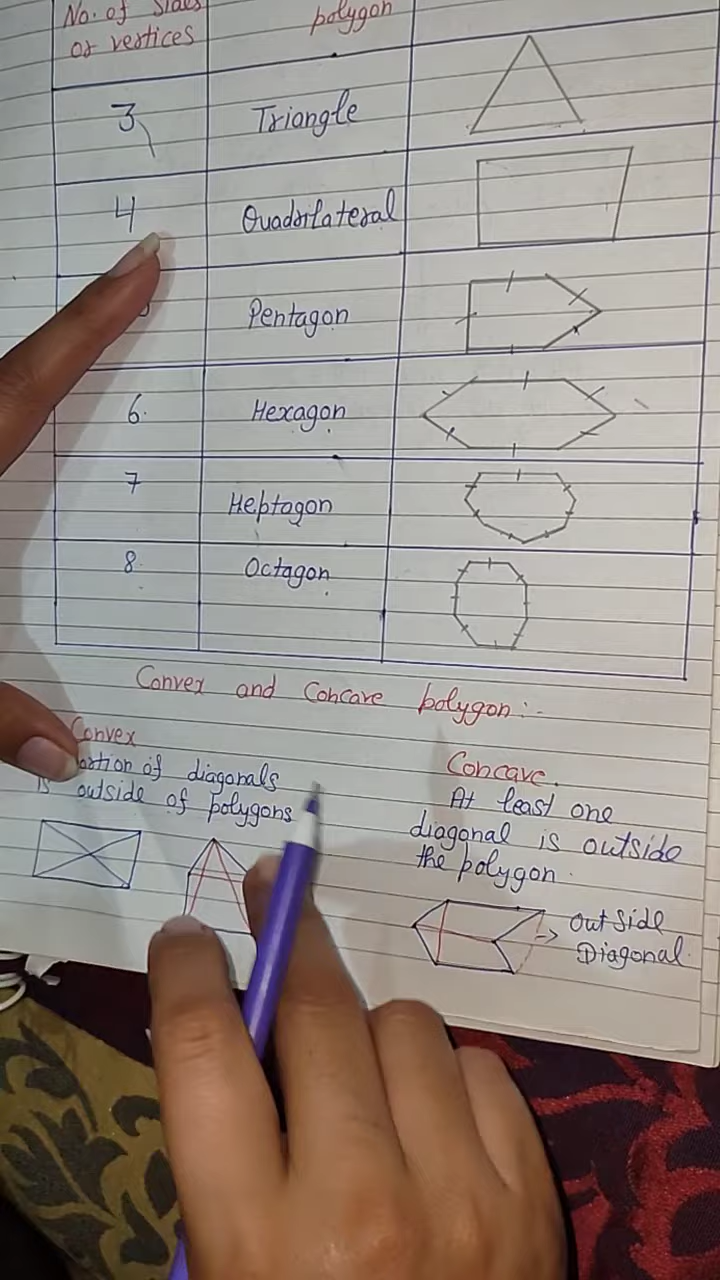 No. of Sides
or vertices
polygon
3
Triangle
4
Quadrilateral
Pentagon
6.
Hexagon
7
Heptagon
8.
Octagon
Convex and Concave polygon:-
Convex
of diagonals
is outside of polygons
Concave.
At least one
diagonal is outside
the polygon.
Outside
Diagonal.